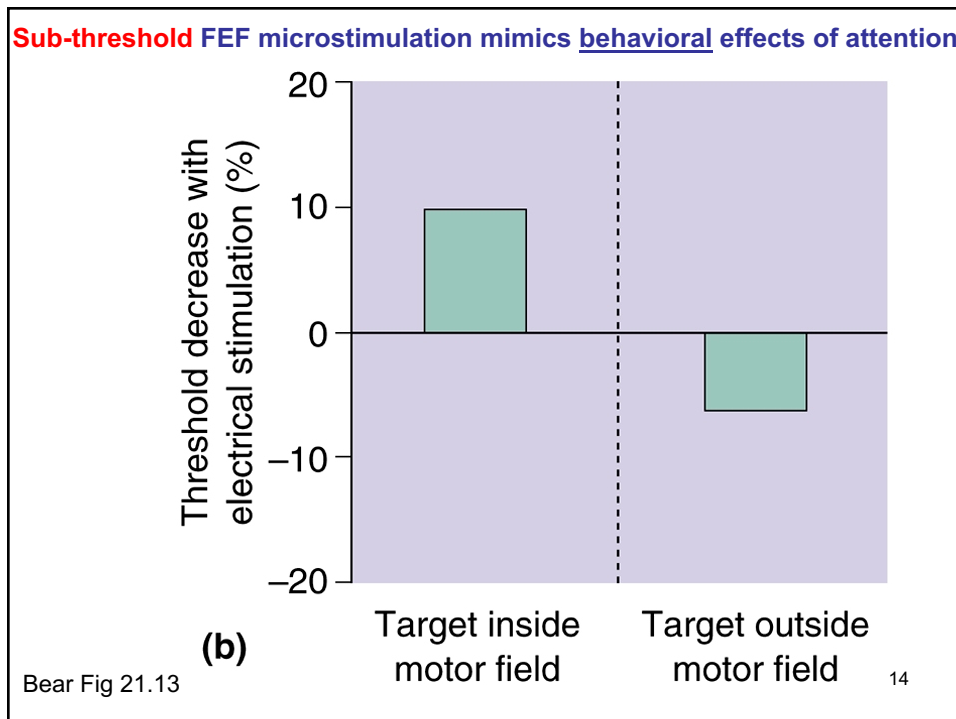 Sub-threshold FEF microstimulation mimics behavioral effects of attention
Threshold decrease with
electrical stimulation (%)
20
10
0
–10
–20
Target inside
motor field
Target outside
motor field
(b)
Bear Fig 21.13
14